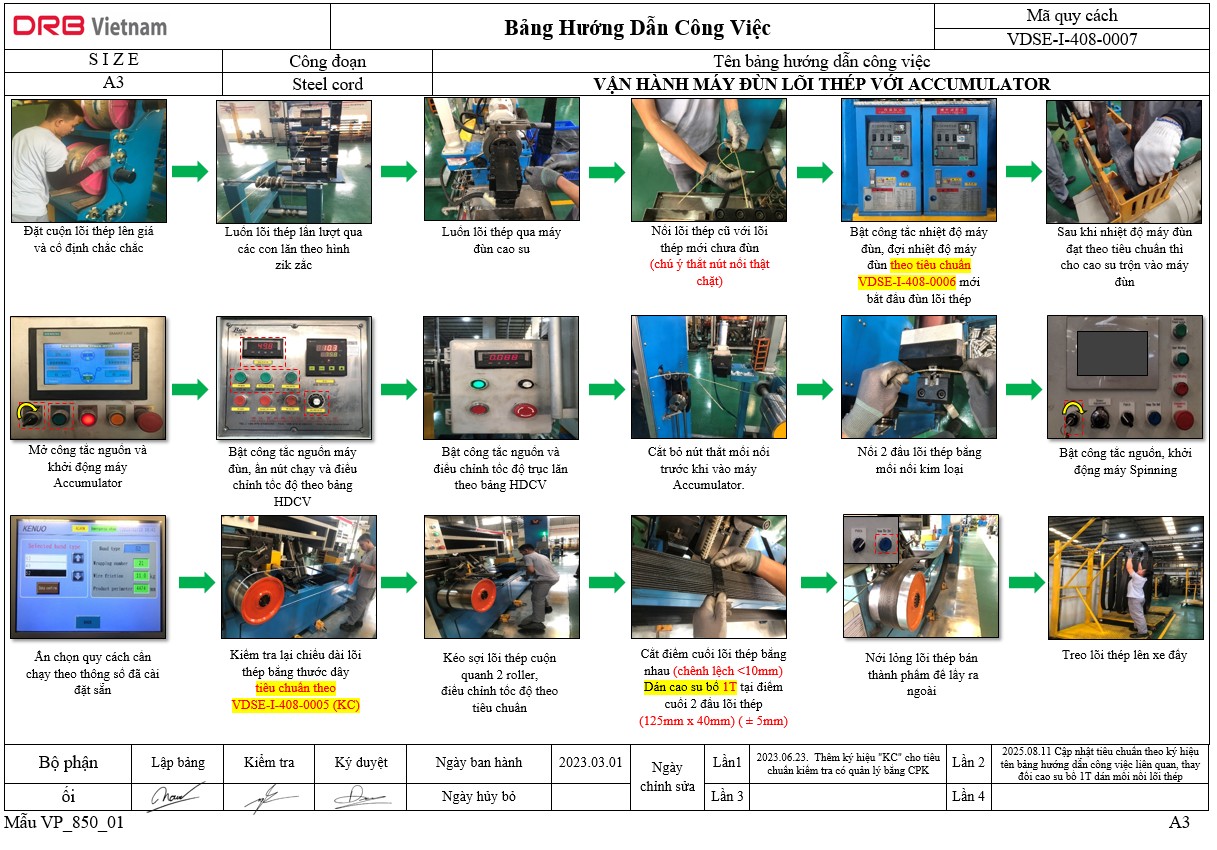 DRB Vietnam
Bảng Hướng Dẫn Công Việc
Mã quy cách
VDSE-I-408-0007
S I Z E
Công đoạn
Tên bảng hướng dẫn công việc
A3
Steel cord
VẬN HÀNH MÁY ĐÙN LÕI THÉP VỚI ACCUMULATOR
Đặt cuộn lõi thép lên giá
và cố định chắc chắc
Luồn lõi thép lần lượt qua
các con lăn theo hình
zik zắc
Luồn lõi thép qua máy
đùn cao su
Nối lõi thép cũ với lõi
thép mới chưa đùn
(chú ý thắt nút nối thật
chặt)
Bật công tắc nhiệt độ máy
đùn, đợi nhiệt độ máy
đùn theo tiêu chuẩn
VDSE-I-408-0006 mới
bắt đầu đùn lõi thép
Sau khi nhiệt độ máy đùn
đạt theo tiêu chuẩn thì
cho cao su trộn vào máy
đùn
Mở công tắc nguồn và
khởi động máy
Accumulator
Bật công tắc nguồn máy
đùn, ấn nút chạy và điều
chỉnh tốc độ theo bảng
HDCV
Bật công tắc nguồn và
điều chỉnh tốc độ trục lăn
theo bảng HDCV
Cắt bỏ nút thắt mối nối
trước khi vào máy
Accumulator.
Nối 2 đầu lõi thép bằng
mối nối kim loại
Bật công tắc nguồn, khởi
động máy Spinning
KENUO
Ấn chọn quy cách cần
chạy theo thông số đã cài
đặt sẵn
Kiểm tra lại chiều dài lõi
thép bằng thước dây
tiêu chuẩn theo
VDSE-I-408-0005 (KC)
Kéo sợi lõi thép cuộn
quanh 2 roller,
điều chỉnh tốc độ theo
tiêu chuẩn
Cắt điểm cuối lõi thép bằng
nhau (chênh lệch <10mm)
Dán cao su bố 1T tại điểm
cuối 2 đầu lõi thép
(125mm x 40mm) ( ± 5mm)
Nới lỏng lõi thép bán
thành phẩm để lấy ra
ngoài
Treo lõi thép lên xe đẩy
Bộ phận
Lập bảng
Kiểm tra
Ký duyệt
Ngày ban hành
2023.03.01
Ngày
chỉnh sửa
Lần1
2023.06.23. Thêm ký hiệu "KC" cho tiêu
chuẩn kiểm tra có quản lý bằng CPK
Lần 2
2025.08.11 Cập nhật tiêu chuẩn theo ký hiệu
tên bảng hướng dẫn công việc liên quan, thay
đổi cao su bố 1T dán mối nối lõi thép
ối
Ngày hủy bỏ
Lần 3
Lần 4
Mẫu VP_850_01
A3